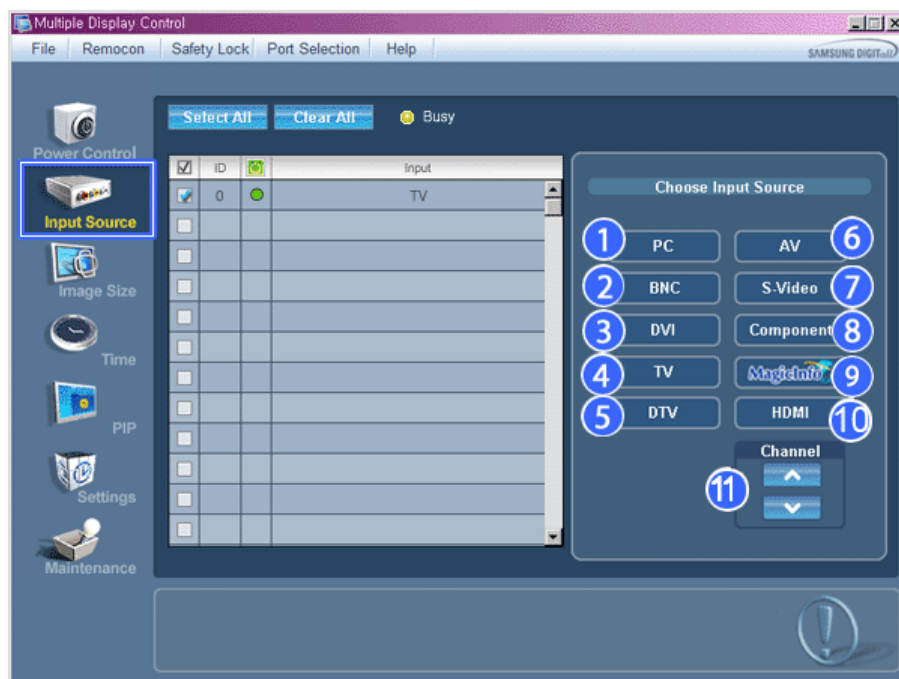 Multiple Display Control
File Remocon Safety Lock Port Selection Help
SAMSUNG DIGITall
Select All Clear All Busy
Power Control
ID Input
0 TV
Input Source
Image Size
Time
PIP
Settings
Maintenance
Choose Input Source
1 PC AV 6
2 BNC S-Video 7
3 DVI Component 8
4 TV MagicInfo 9
5 DTV HDMI 10
Channel
11